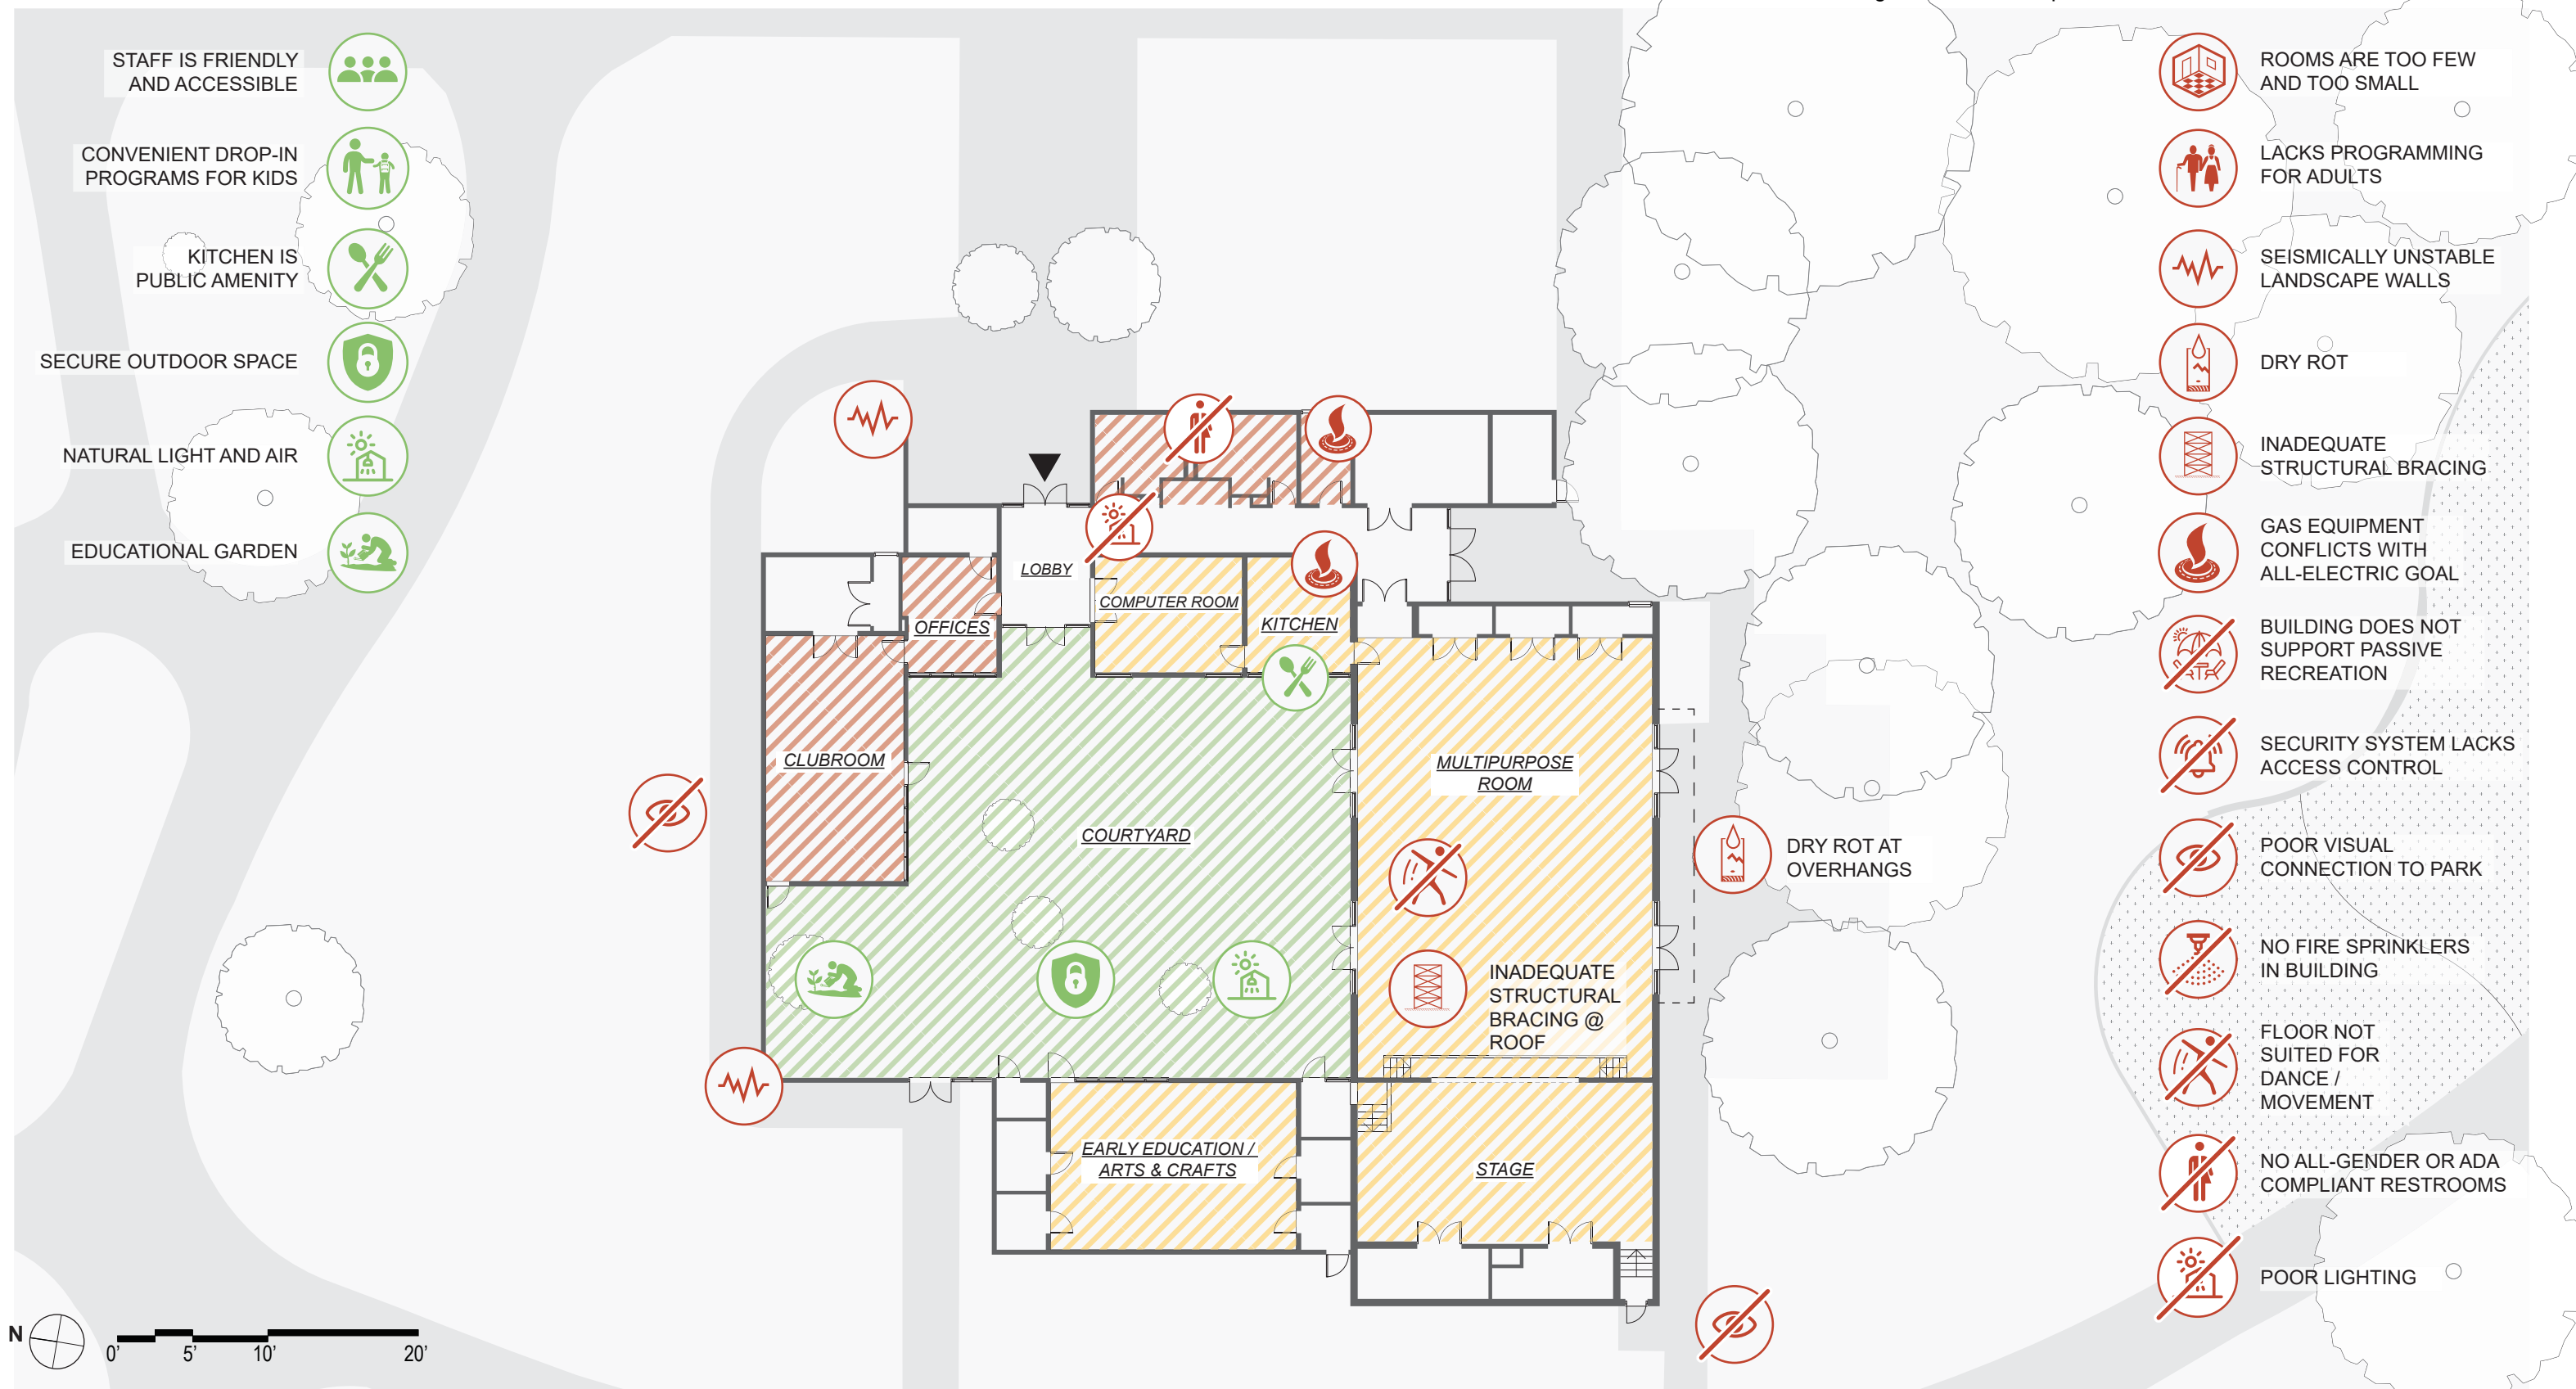 STAFF IS FRIENDLY
AND ACCESSIBLE
CONVENIENT DROP-IN
PROGRAMS FOR KIDS
KITCHEN IS
PUBLIC AMENITY
SECURE OUTDOOR SPACE
NATURAL LIGHT AND AIR
EDUCATIONAL GARDEN
LOBBY
COMPUTER ROOM
OFFICES
KITCHEN
CLUBROOM
MULTIPURPOSE
ROOM
COURTYARD
DRY ROT AT
OVERHANGS
INADEQUATE
STRUCTURAL
BRACING @
ROOF
EARLY EDUCATION /
ARTS & CRAFTS
STAGE
ROOMS ARE TOO FEW
AND TOO SMALL
LACKS PROGRAMMING
FOR ADULTS
SEISMICALLY UNSTABLE
LANDSCAPE WALLS
DRY ROT
INADEQUATE
STRUCTURAL BRACING
GAS EQUIPMENT
CONFLICTS WITH
ALL-ELECTRIC GOAL
BUILDING DOES NOT
SUPPORT PASSIVE
RECREATION
SECURITY SYSTEM LACKS
ACCESS CONTROL
POOR VISUAL
CONNECTION TO PARK
NO FIRE SPRINKLERS
IN BUILDING
FLOOR NOT
SUITED FOR
DANCE /
MOVEMENT
NO ALL-GENDER OR ADA
COMPLIANT RESTROOMS
POOR LIGHTING
N
0' 5' 10' 20'